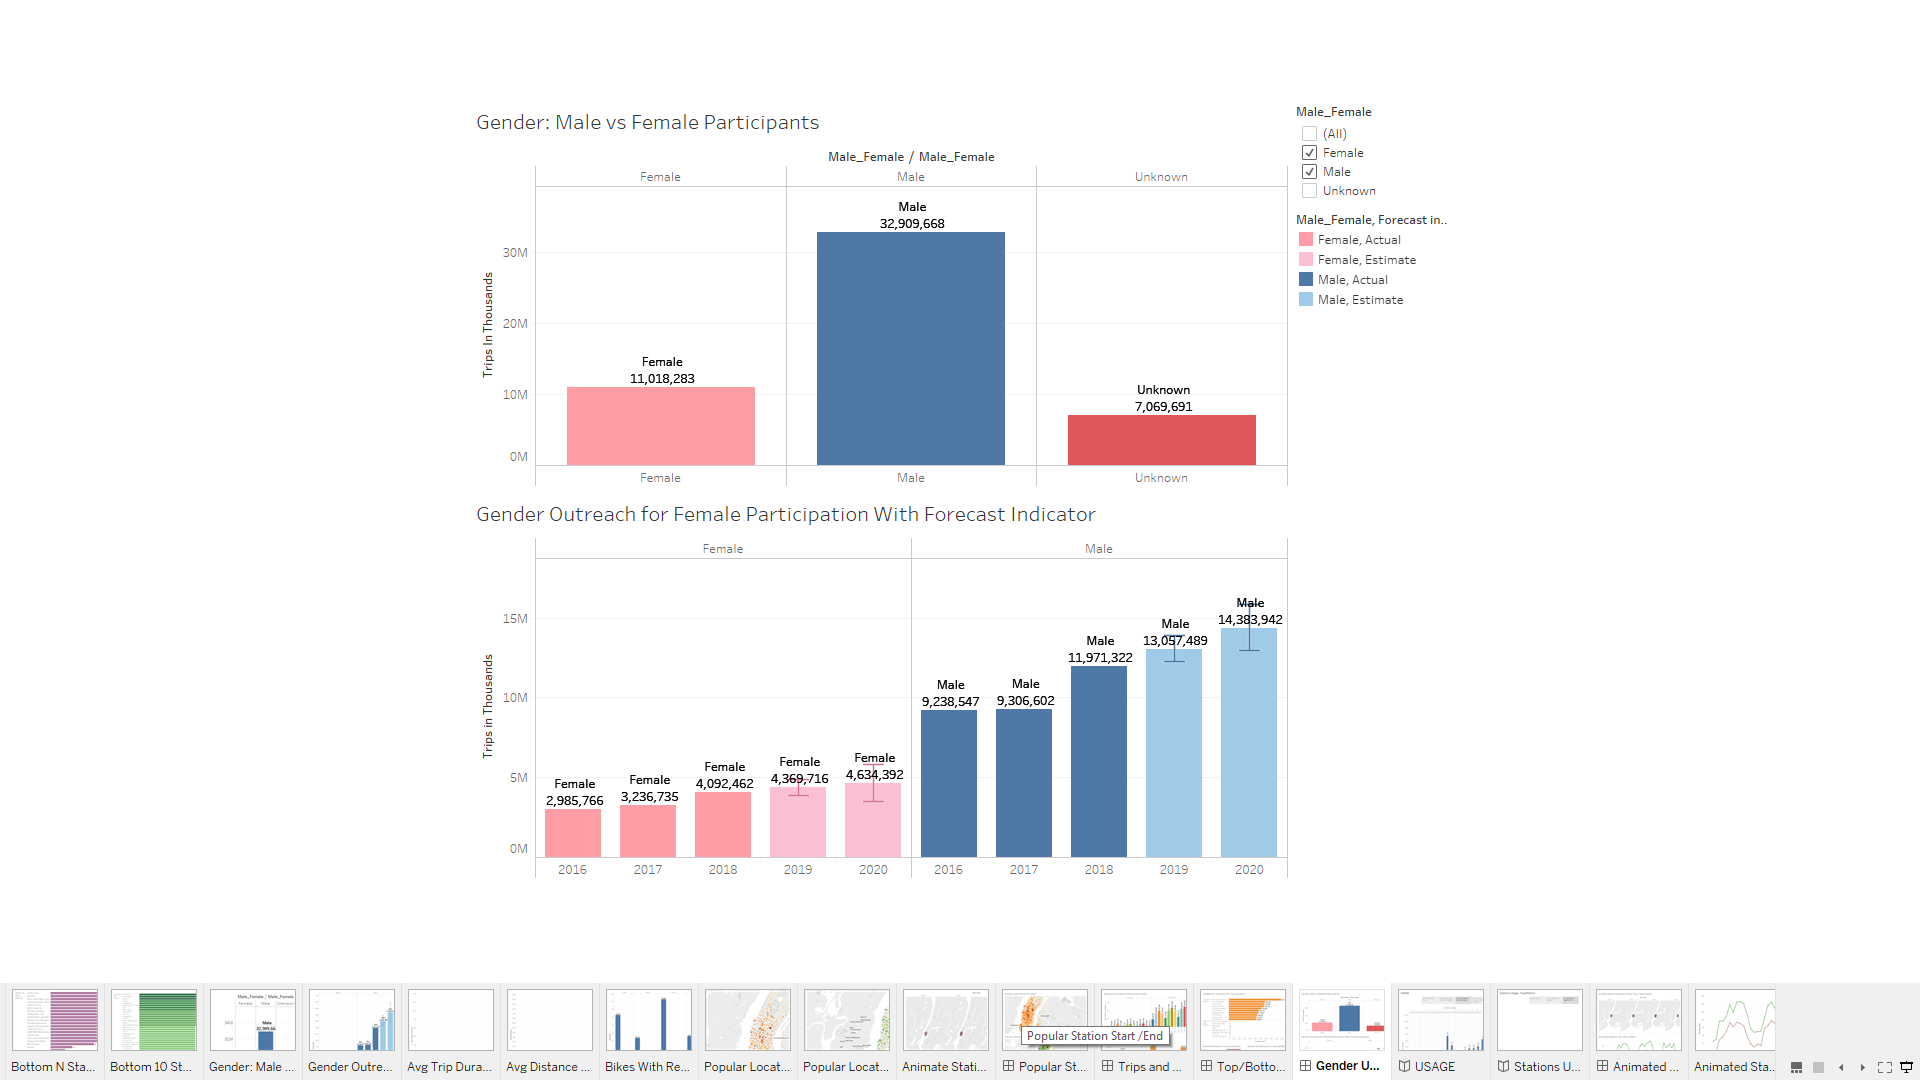 Gender: Male vs Female Participants
Male_Female / Male_Female
Female
Male
Unknown
Male
32,909,668
30M
20M
10M
0M
Trips In Thousands
Female
11,018,283
Unknown
7,069,691
Female
Male
Unknown
Male_Female
(All)
Female
Male
Unknown
Male_Female, Forecast in..
Female, Actual
Female, Estimate
Male, Actual
Male, Estimate
Gender Outreach for Female Participation With Forecast Indicator
Female
Male
15M
10M
5M
0M
Trips in Thousands
Female
2,985,766
Female
3,236,735
Female
4,092,462
Female
4,369,716
Female
4,634,392
Male
9,238,547
Male
9,306,602
Male
11,971,322
Male
13,057,489
Male
14,383,942
2016
2017
2018
2019
2020
2016
2017
2018
2019
2020
Popular Station Start /End
Bottom N Sta...
Bottom 10 St...
Gender: Male ...
Gender Outre...
Avg Trip Dura...
Avg Distance ...
Bikes With Re...
Popular Locat...
Popular Locat...
Animate Stati...
Popular St...
Trips and ...
Top/Botto...
Gender U...
USAGE
Stations U...
Animated ...
Animated Sta...